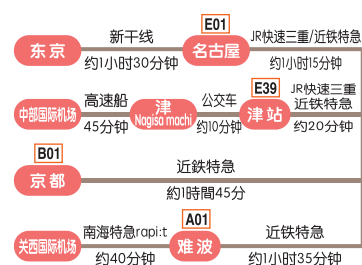 E01
新干线
JR快速三重/近鉄特急
东京
名古屋
约1小时30分钟
约1小时15分钟
E39
高速船
津
Nagisa machi
公交车
JR快速三重
近鉄特急
中部国际机场
津站
45分钟
约10分钟
约20分钟
B01
近鉄特急
京都
約1時間45分
A01
南海特急rapi:t
近鉄特急
关西国际机场
难波
约40分钟
约1小时35分钟